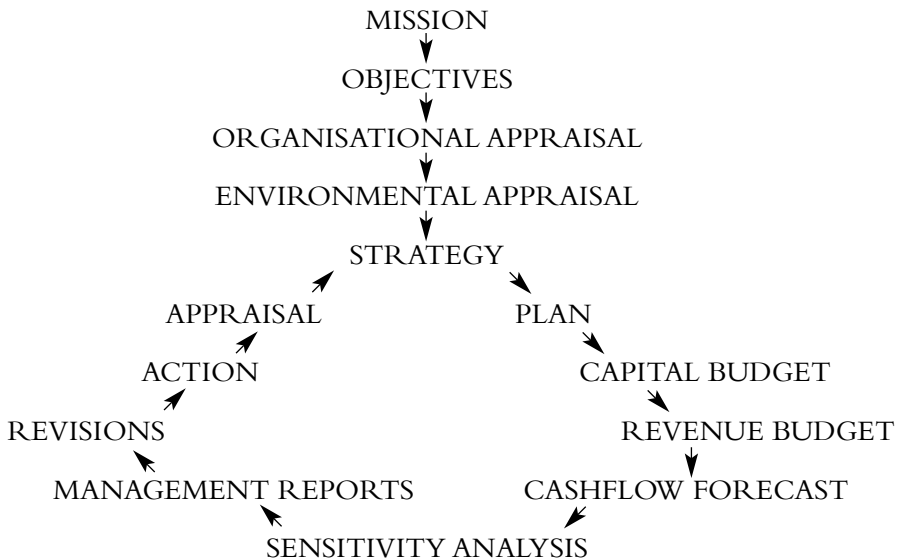 MISSION
OBJECTIVES
ORGANISATIONAL APPRAISAL
ENVIRONMENTAL APPRAISAL
STRATEGY
APPRAISAL PLAN
ACTION CAPITAL BUDGET
REVISIONS REVENUE BUDGET
MANAGEMENT REPORTS CASHFLOW FORECAST
SENSITIVITY ANALYSIS